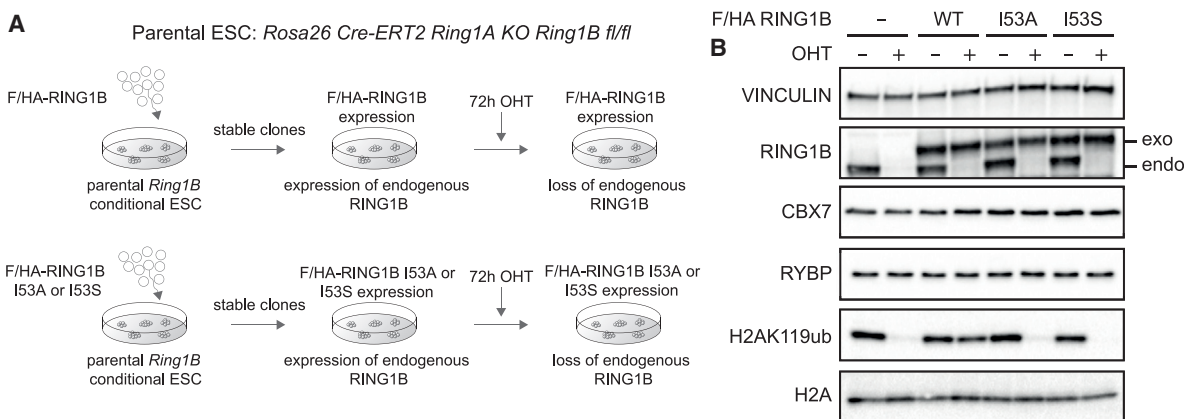 A
Parental ESC: Rosa26 Cre-ERT2 Ring1A KO Ring1B fl/fl
F/HA-RING1B
stable clones
F/HA-RING1B
expression
72h OHT
F/HA-RING1B
expression
parental Ring1B
conditional ESC
expression of endogenous
RING1B
loss of endogenous
RING1B
F/HA-RING1B
I53A or I53S
stable clones
F/HA-RING1B I53A or
I53S expression
72h OHT
F/HA-RING1B I53A or
I53S expression
parental Ring1B
conditional ESC
expression of endogenous
RING1B
loss of endogenous
RING1B
B
F/HA RING1B – WT I53A I53S
OHT – + – + – + – +
VINCULIN
RING1B
exo
endo
CBX7
RYBP
H2AK119ub
H2A